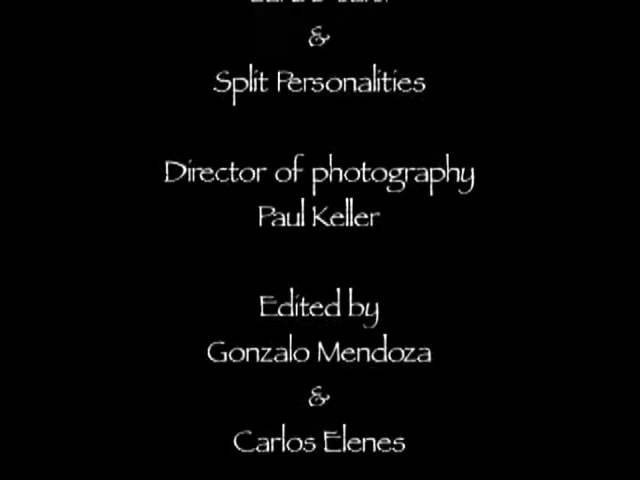 &
Split Personalities
Director of photography
Paul Keller
Edited by
Gonzalo Mendoza
&
Carlos Elenes